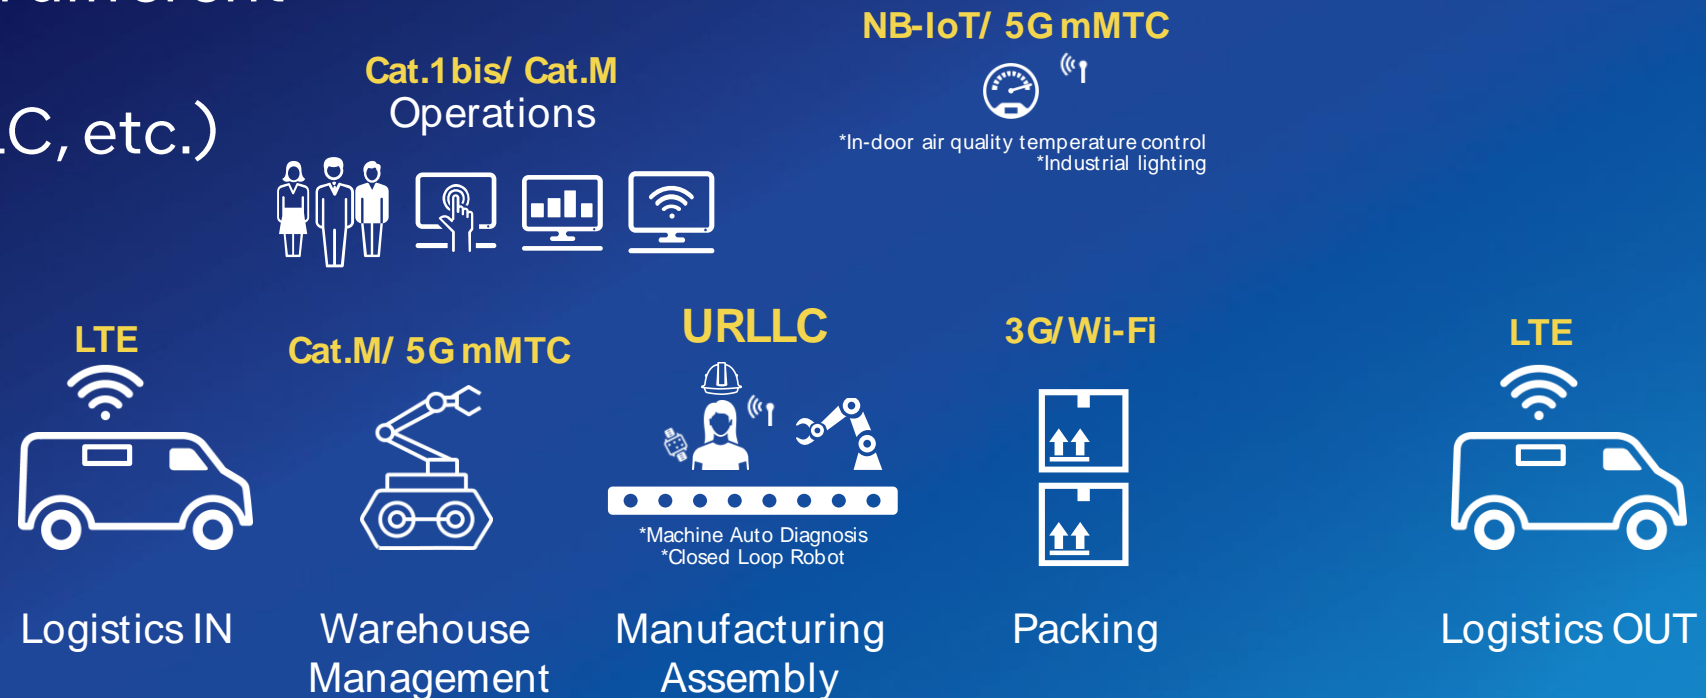 different
NB-IoT/ 5G mMTC
Cat.1bis/ Cat.M
Operations
C, etc.)
*In-door air quality temperature control
*Industrial lighting
LTE
Cat.M/ 5G mMTC
URLLC
3G/ Wi-Fi
LTE
*Machine Auto Diagnosis
*Closed Loop Robot
Logistics IN
Warehouse
Management
Manufacturing
Assembly
Packing
Logistics OUT